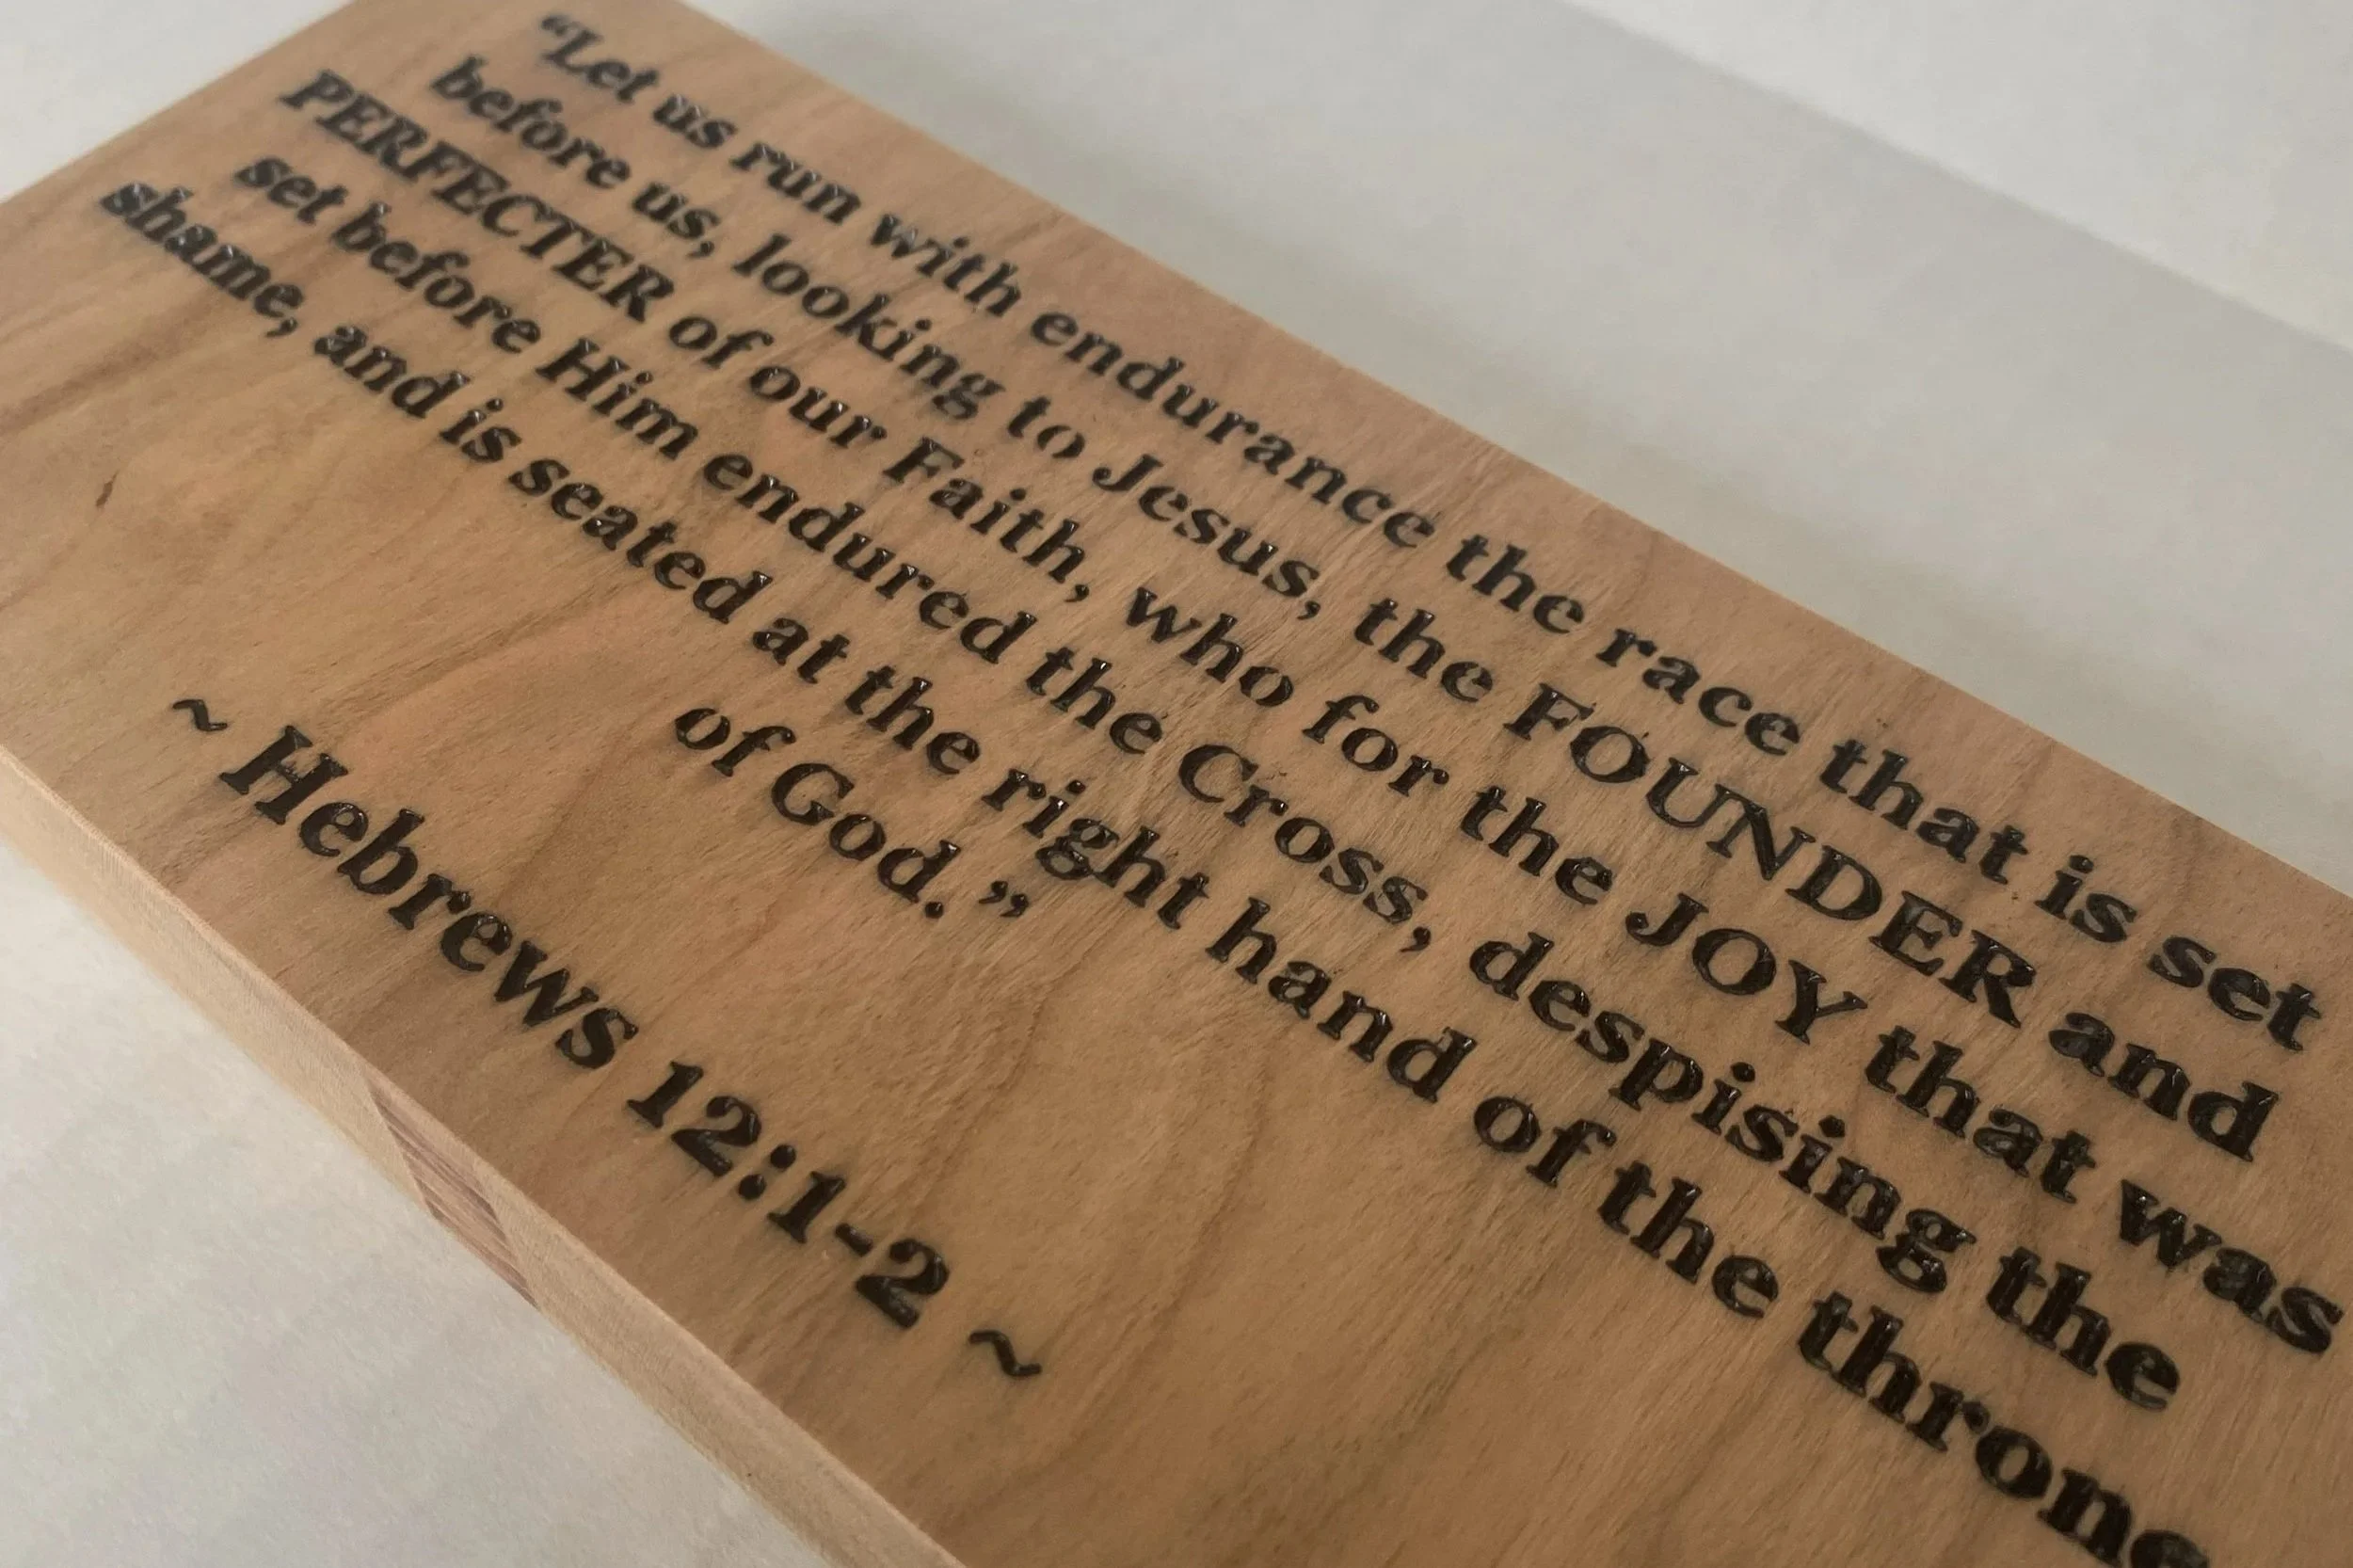 “Let us run with endurance the race that is set
before us, looking to Jesus, the FOUNDER and
PERFECTER of our Faith, who for the JOY that was
set before Him endured the Cross, despising the
shame, and is seated at the right hand of the throne
of God.”
~ Hebrews 12:1-2 ~